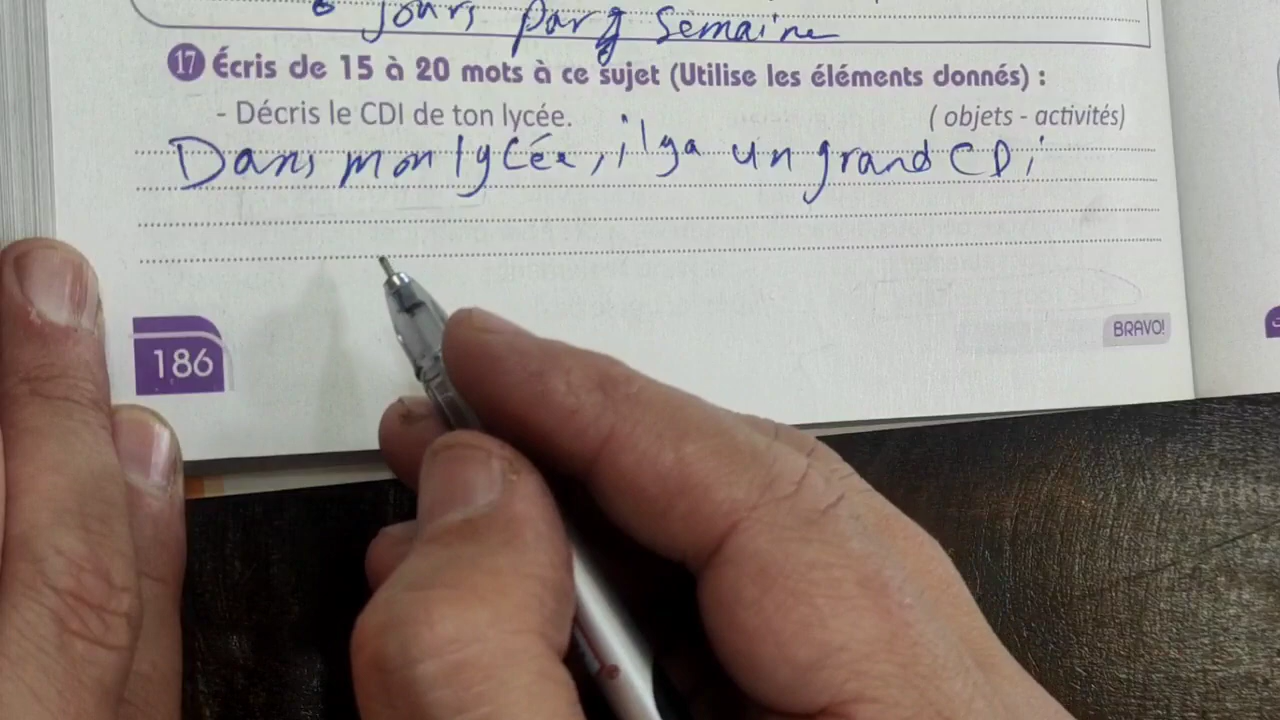 jours par semaine
17 Écris de 15 à 20 mots à ce sujet (Utilise les éléments donnés) :
- Décris le CDI de ton lycée. ( objets - activités)
Dans mon lycée, il ya un grand CDi
186
BRAVO!